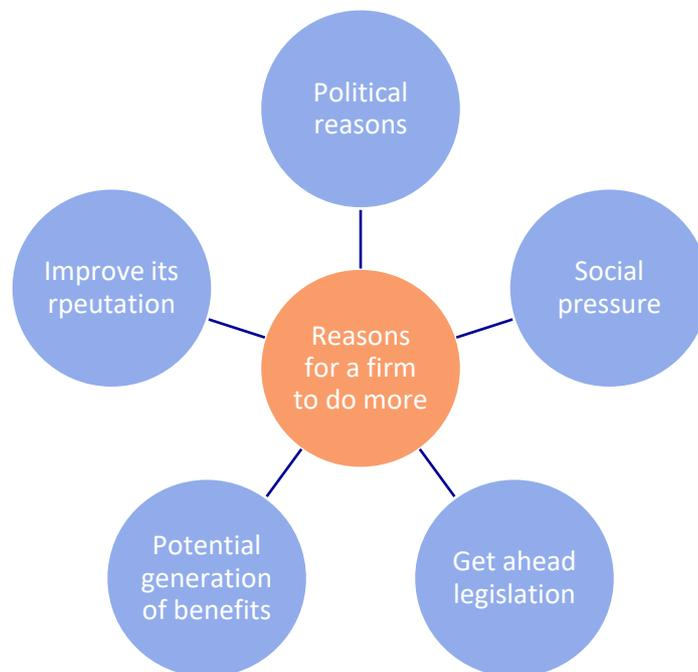 Political
reasons
Improve its
rpeutation
Social
pressure
Reasons
for a firm
to do more
Potential
generation
of benefits
Get ahead
legislation